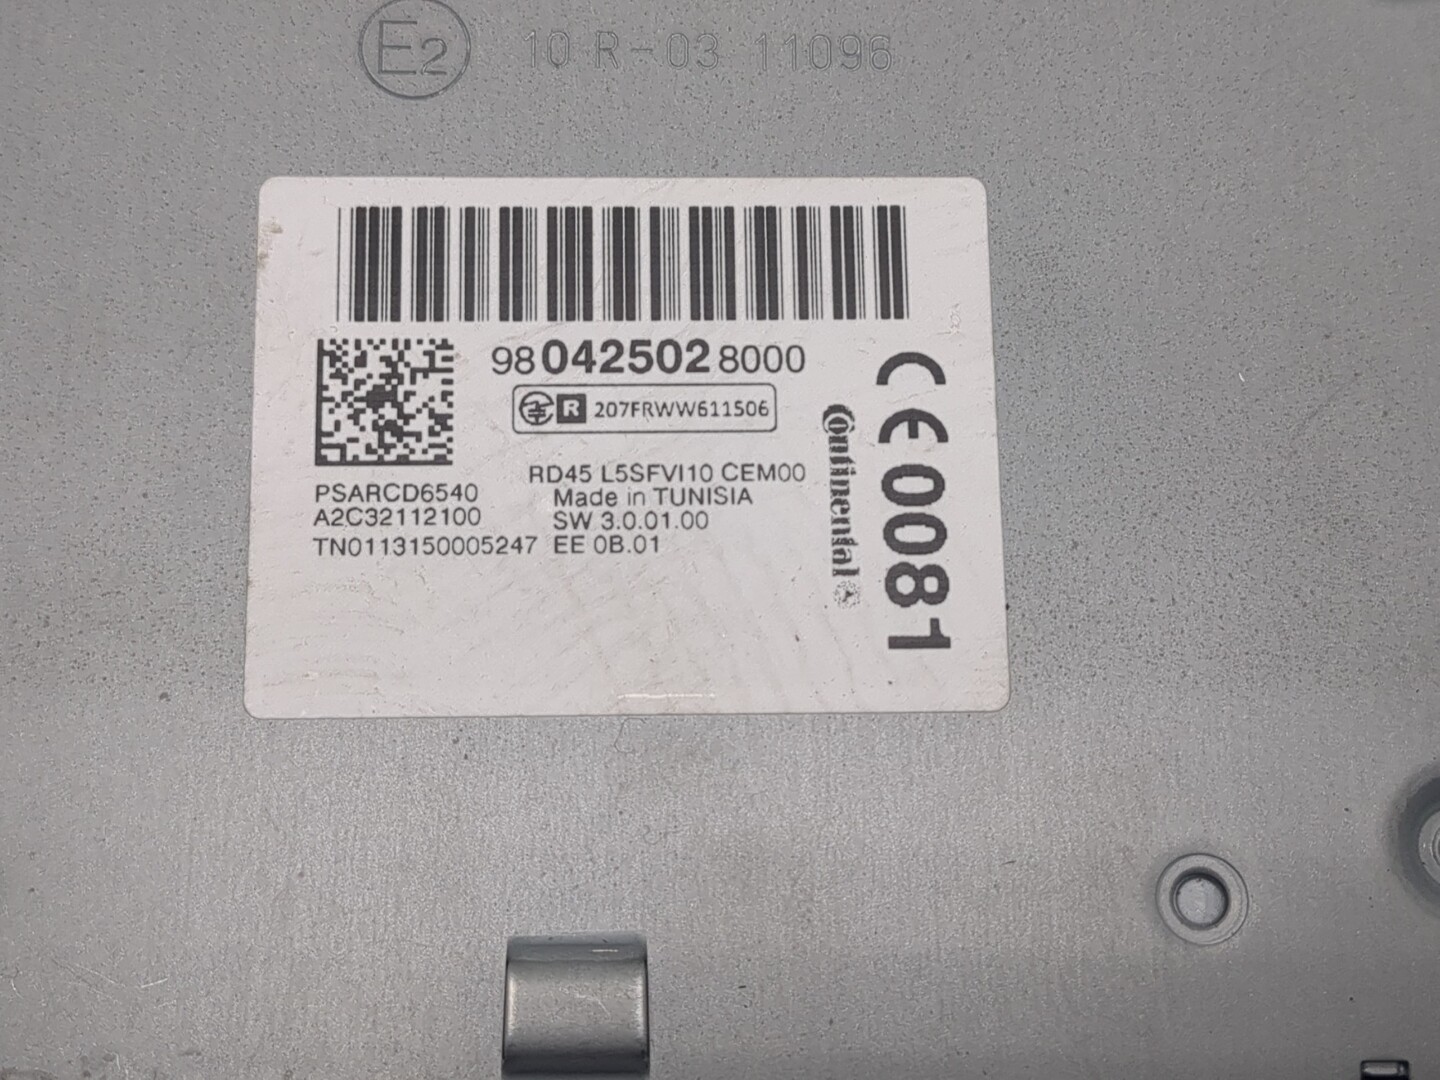 E2 10 R-03 11096
98 042502 8000
R 207FRWW611506
RD45 L5SFVI10 CEM00
PSARCD6540 Made in TUNISIA
A2C32112100 SW 3.0.01.00
TN0113150005247 EE 0B.01
Continental
CE 0081